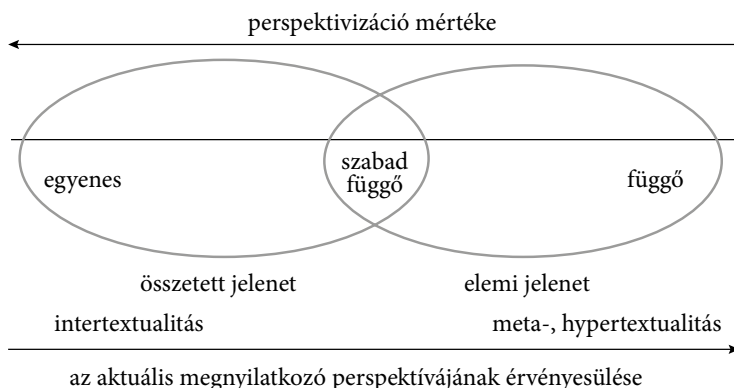 perspektivizáció mértéke
egyenes
szabad
függő
függő
összetett jelenet
elemi jelenet
intertextualitás
meta-, hypertextualitás
az aktuális megnyilatkozó perspektívájának érvényesülése